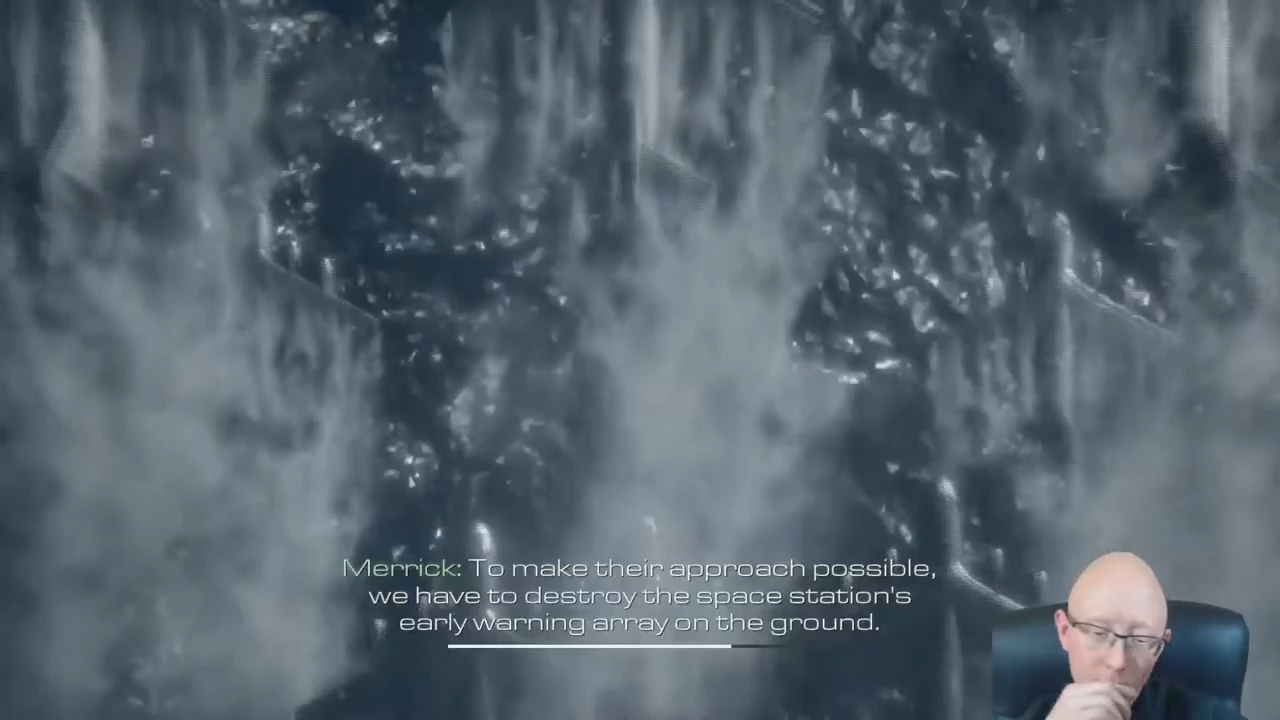 Merrick: To make their approach possible,
we have to destroy the space station's
early warning array on the ground.